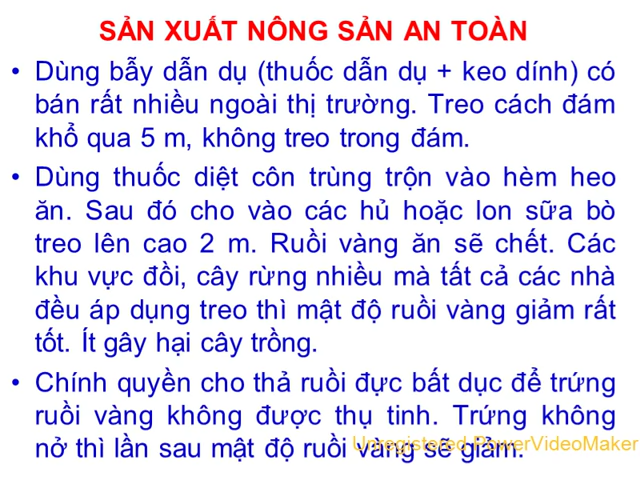 SẢN XUẤT NÔNG SẢN AN TOÀN
• Dùng bẫy dẫn dụ (thuốc dẫn dụ + keo dính) có
bán rất nhiều ngoài thị trường. Treo cách đám
khổ qua 5 m, không treo trong đám.
• Dùng thuốc diệt côn trùng trộn vào hèm heo
ăn. Sau đó cho vào các hủ hoặc lon sữa bò
treo lên cao 2 m. Ruồi vàng ăn sẽ chết. Các
khu vực đồi, cây rừng nhiều mà tất cả các nhà
đều áp dụng treo thì mật độ ruồi vàng giảm rất
tốt. Ít gây hại cây trồng.
• Chính quyền cho thả ruồi đực bất dục để trứng
ruồi vàng không được thụ tinh. Trứng không
nở thì lần sau mật độ ruồi vàng sẽ giảm.
Unregistered PowerVideoMaker